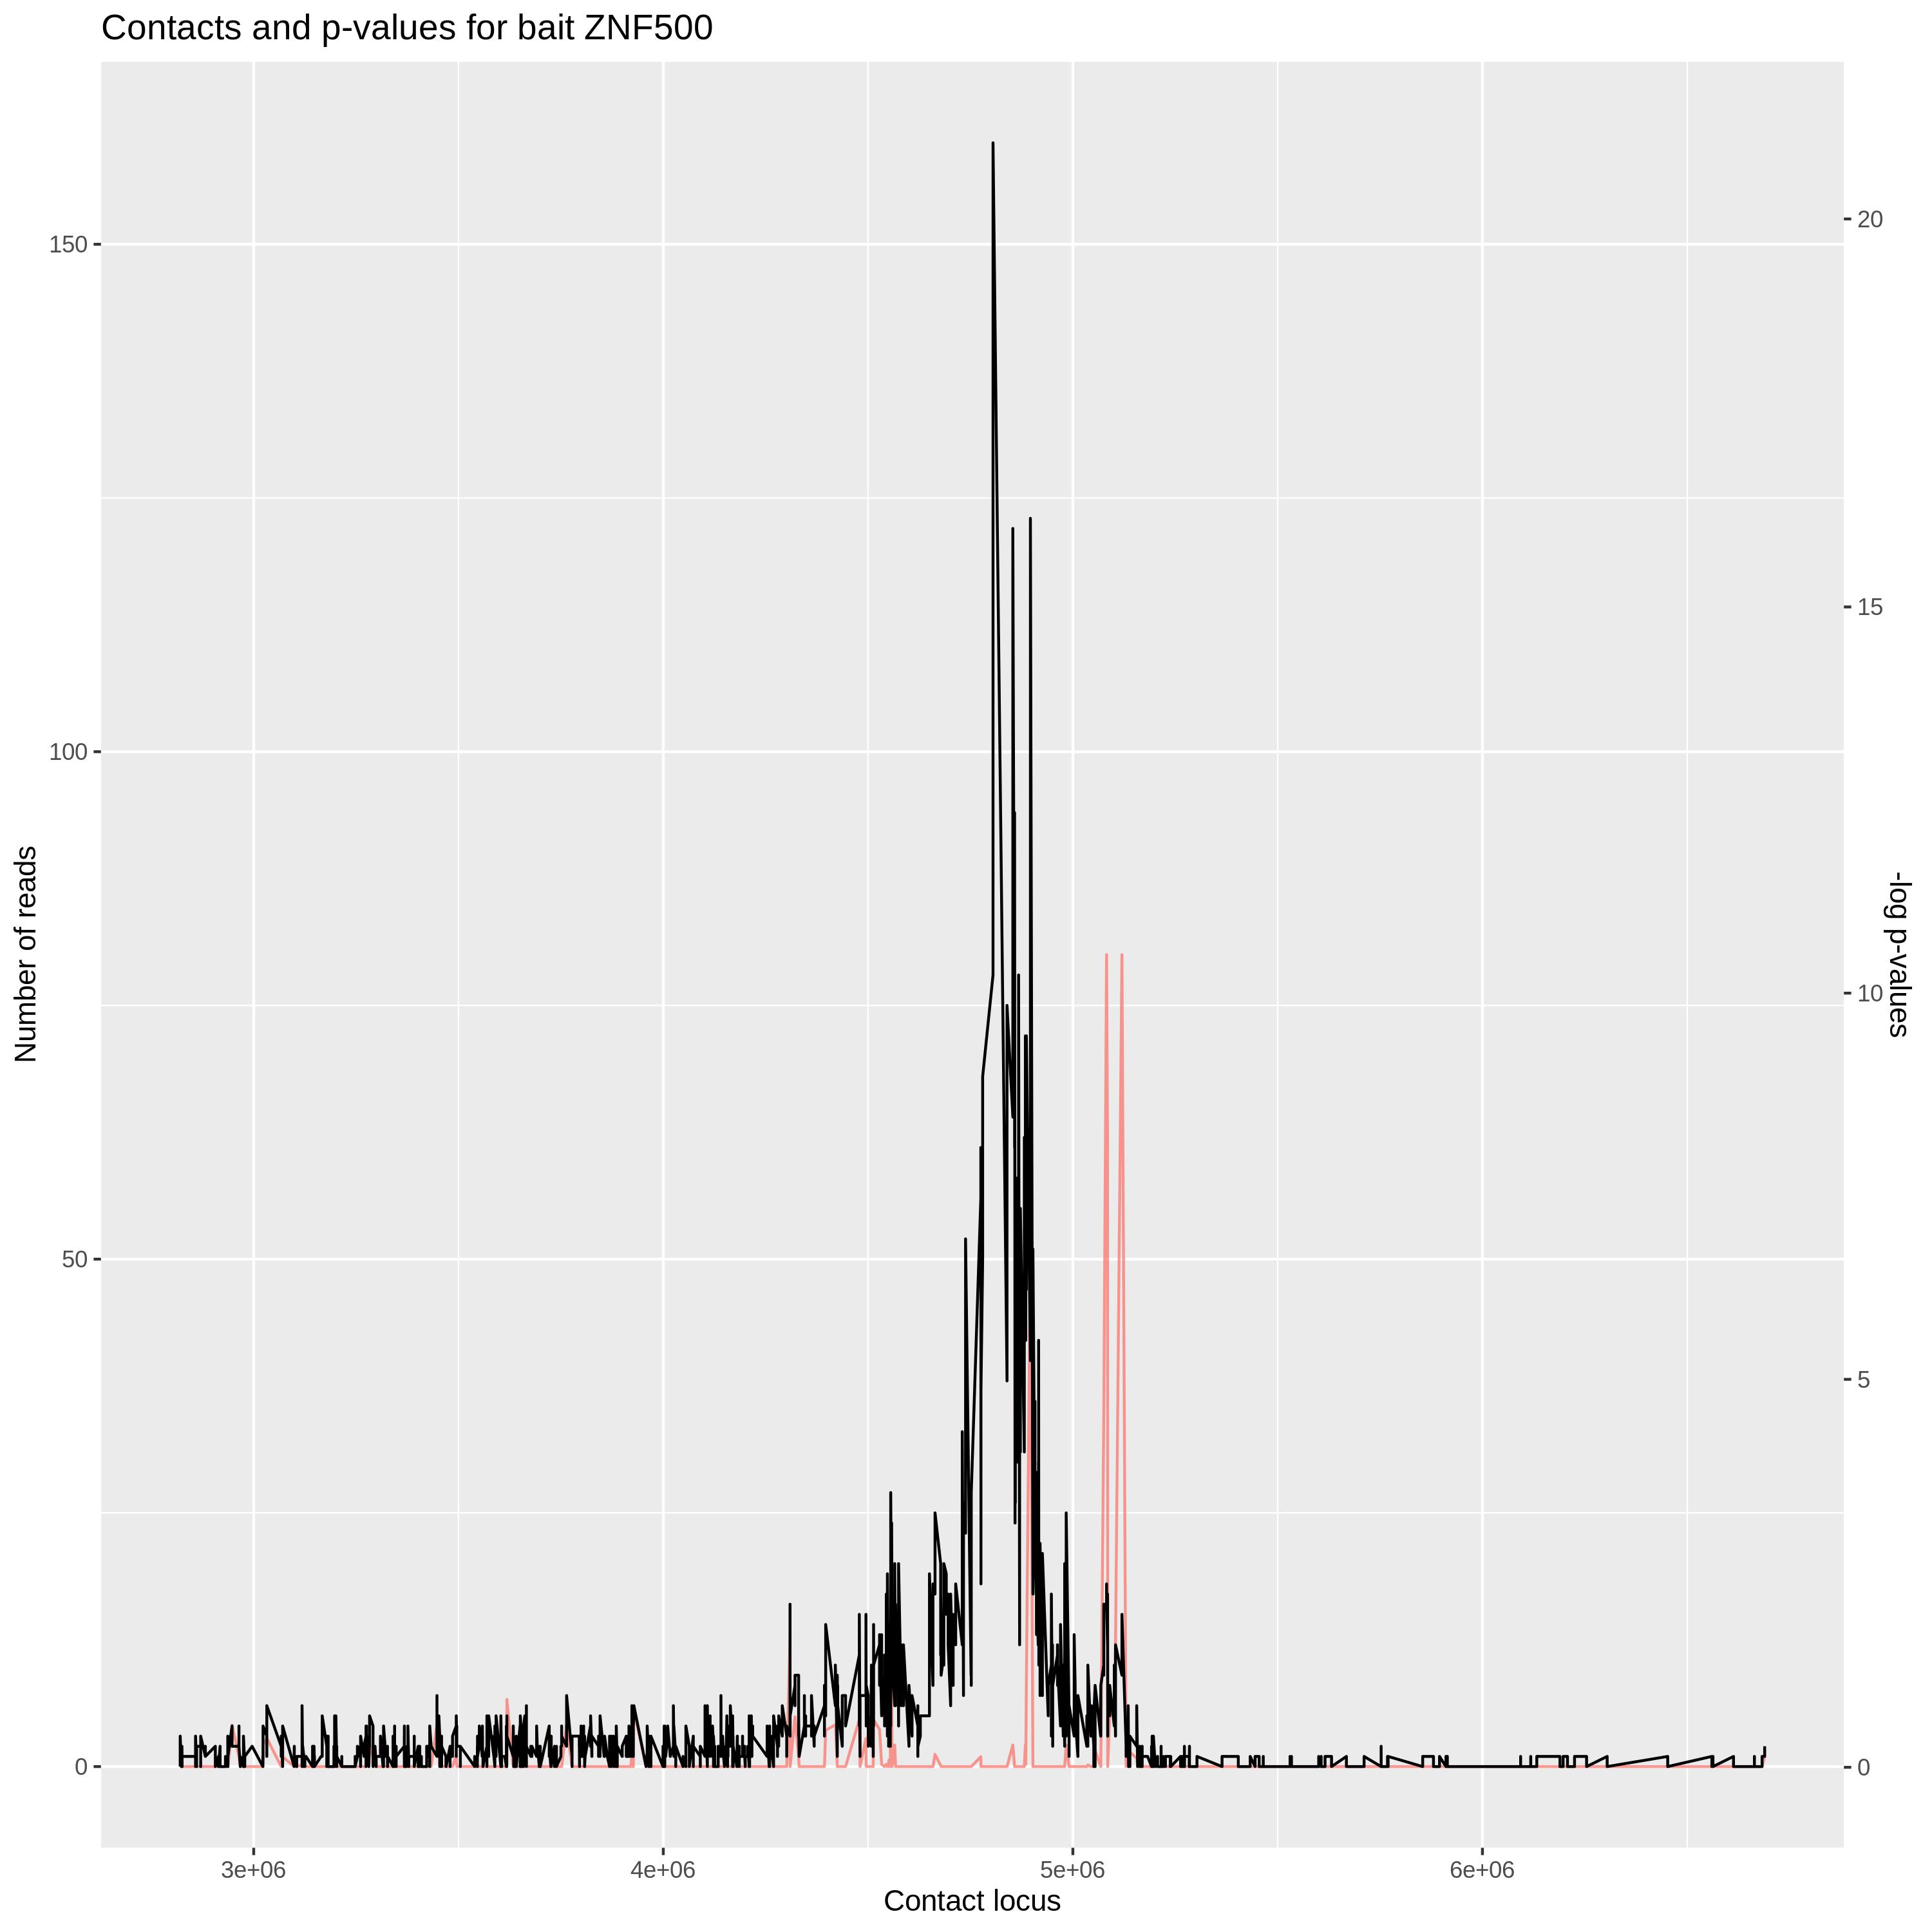 Contacts and p-values for bait ZNF500
150
100
50
0
Number of reads
20
15
10
5
0
-log p-values
3e+06
4e+06
5e+06
6e+06
Contact locus